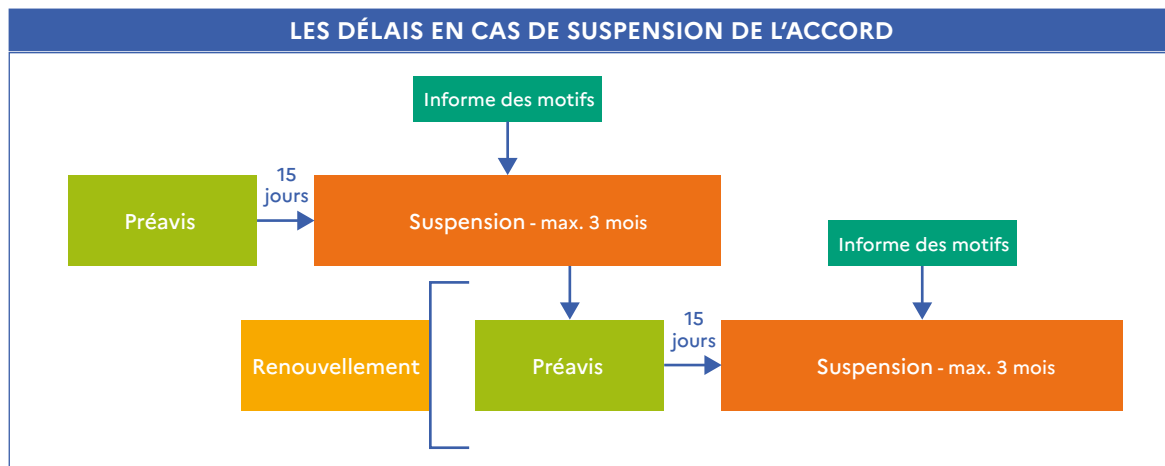 LES DÉLAIS EN CAS DE SUSPENSION DE L’ACCORD
Informe des motifs
15
jours
Préavis
Suspension - max. 3 mois
Informe des motifs
15
jours
Renouvellement
Préavis
Suspension - max. 3 mois